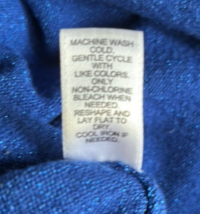 MACHINE WASH
COLD.
GENTLE CYCLE
WITH
LIKE COLORS.
ONLY
NON-CHLORINE
BLEACH WHEN
NEEDED.
RESHAPE AND
LAY FLAT TO
DRY.
COOL IRON IF
NEEDED.